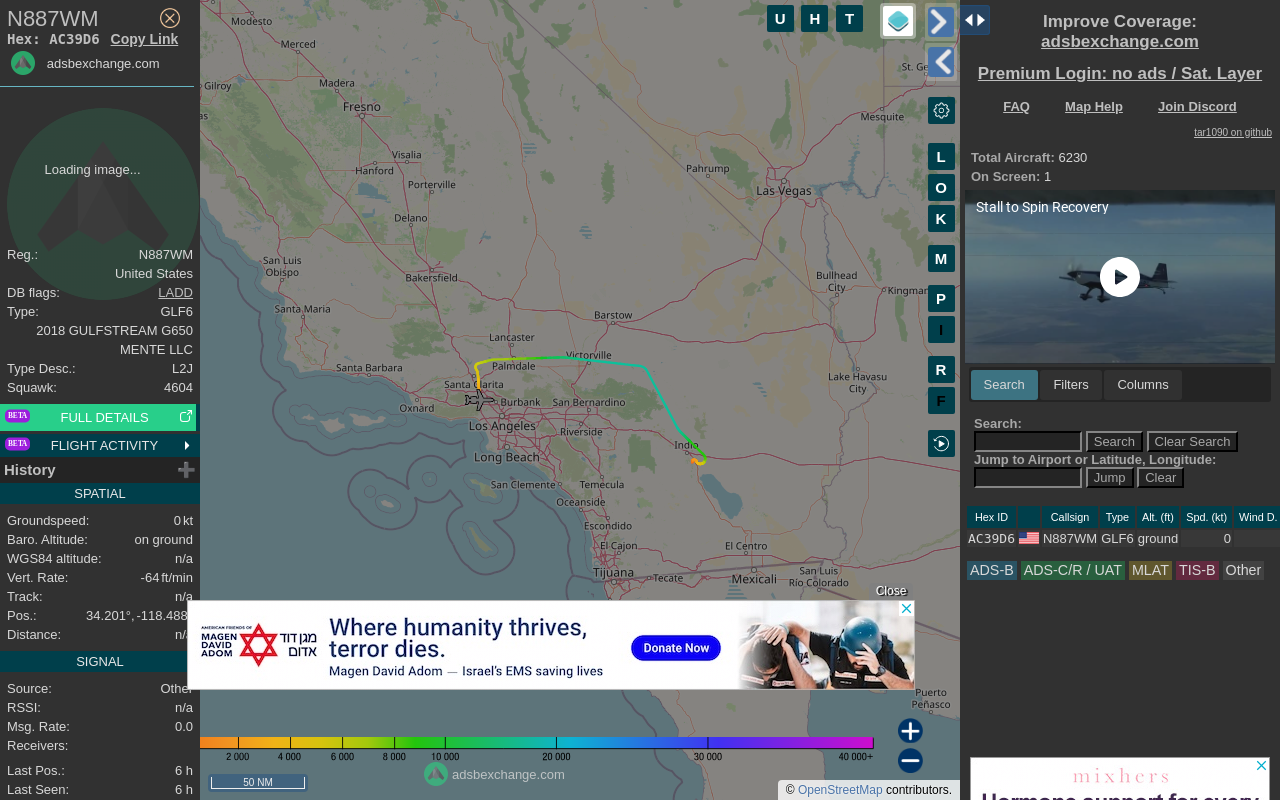 N887WM
Hex: AC39D6 Copy Link
adsbexchange.com
Loading image...
Reg.: N887WM
United States
DB flags: LADD
Type: GLF6
2018 GULFSTREAM G650
MENTE LLC
Type Desc.: L2J
Squawk: 4604
BETA FULL DETAILS
BETA FLIGHT ACTIVITY
History
SPATIAL
Groundspeed: 0 kt
Baro. Altitude: on ground
WGS84 altitude: n/a
Vert. Rate: -64 ft/min
Track: n/a
Pos.: 34.201°, -118.488
Distance: n/a
SIGNAL
Source: Other
RSSI: n/a
Msg. Rate: 0.0
Receivers:
Last Pos.: 6 h
Last Seen: 6 h
U H T
L
O
K
M
P
I
R
F
Modesto
Merced
Gilroy
Madera
Fresno
St. Ge
Mesquite
Visalia
Hanford
Porterville
Pahrump
Las Vegas
Delano
San Luis
Obispo
Bakersfield
Bullhead
City
Kingman
Santa Maria
Barstow
Lancaster
Victorville
Palmdale
Santa Barbara
Santa Clarita
Lake Havasu
City
Oxnard
Burbank
San Bernardino
Los Angeles
Riverside
Indio
Long Beach
San Clemente
Temecula
Oceanside
Escondido
El Cajon
El Centro
Tijuana
Tecate
Mexicali
San Luis
Río Colorado
Puerto
Peñasco
Close
AMERICAN FRIENDS OF
MAGEN
DAVID
ADOM
מגן דוד
אדום
Where humanity thrives,
terror dies.
Magen David Adom — Israel's EMS saving lives
Donate Now
2 000 4 000 6 000 8 000 10 000 20 000 30 000 40 000+
50 NM
adsbexchange.com
© OpenStreetMap contributors.
Improve Coverage:
adsbexchange.com
Premium Login: no ads / Sat. Layer
FAQ Map Help Join Discord
tar1090 on github
Total Aircraft: 6230
On Screen: 1
Stall to Spin Recovery
Search Filters Columns
Search:
Search Clear Search
Jump to Airport or Latitude, Longitude:
Jump Clear
Hex ID Callsign Type Alt. (ft) Spd. (kt) Wind D.
AC39D6 N887WM GLF6 ground 0
ADS-B ADS-C/R / UAT MLAT TIS-B Other
mixhers
Hormone support for every